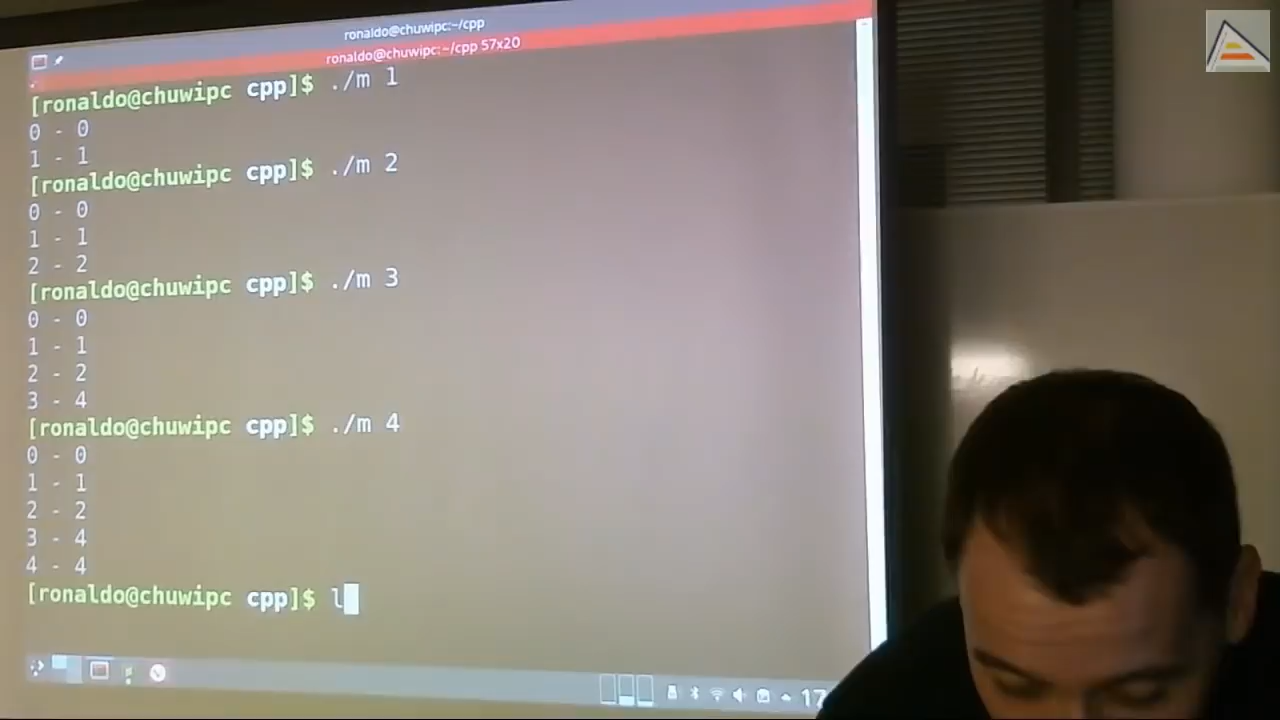 ronaldo@chuwipc:~/cpp
ronaldo@chuwipc:~/cpp 57x20
[ronaldo@chuwipc cpp]$ ./m 1
0 - 0
1 - 1
[ronaldo@chuwipc cpp]$ ./m 2
0 - 0
1 - 1
2 - 2
[ronaldo@chuwipc cpp]$ ./m 3
0 - 0
1 - 1
2 - 2
3 - 4
[ronaldo@chuwipc cpp]$ ./m 4
0 - 0
1 - 1
2 - 2
3 - 4
4 - 4
[ronaldo@chuwipc cpp]$ l
17